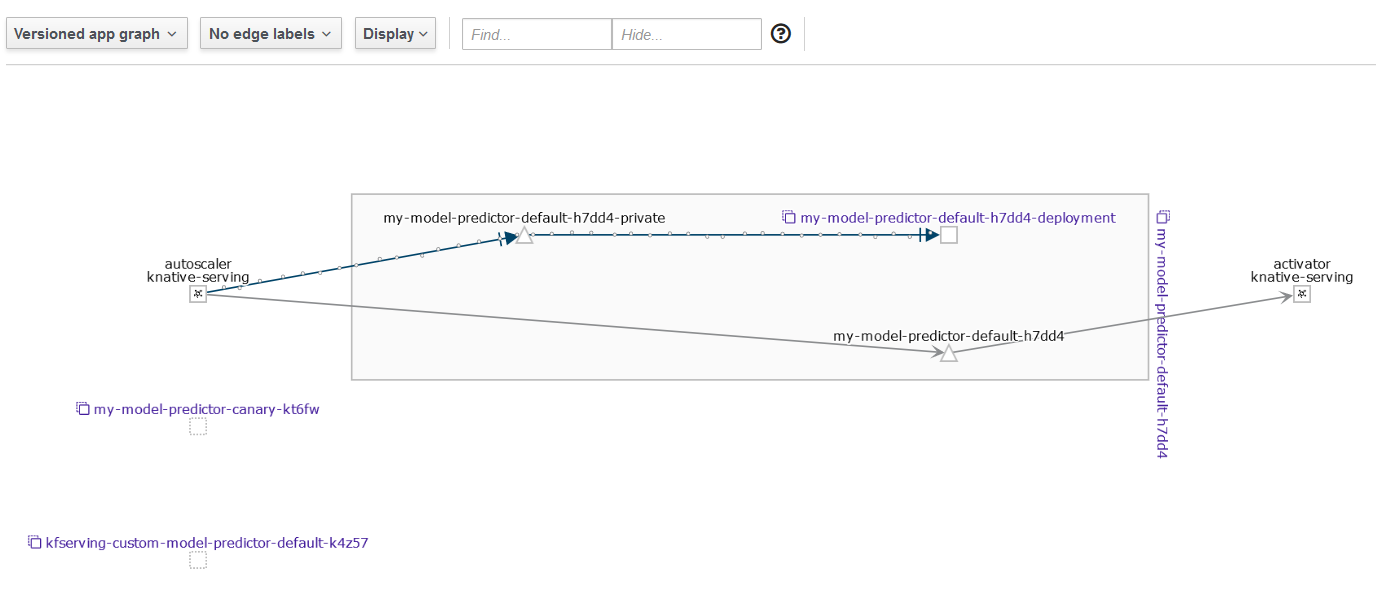 Versioned app graph
No edge labels
Display
Find...
Hide...
?
my-model-predictor-default-h7dd4-private
my-model-predictor-default-h7dd4-deployment
my-model-predictor-default-h7dd4
autoscaler
knative-serving
activator
knative-serving
my-model-predictor-default-h7dd4
my-model-predictor-canary-kt6fw
kfserving-custom-model-predictor-default-k4z57